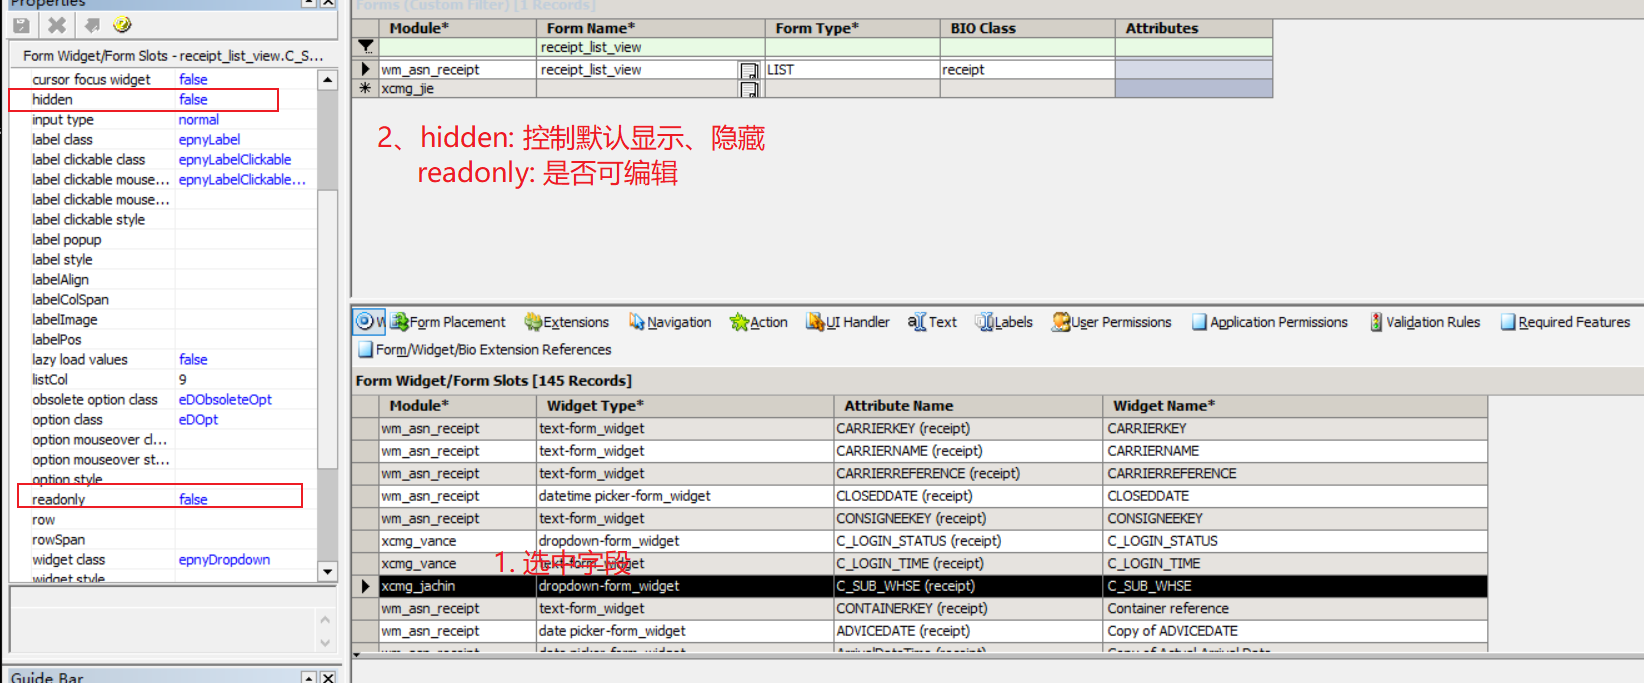 Properties
Form Widget/Form Slots - receipt_list_view.C_S...
cursor focus widget false
hidden false
input type normal
label class epnyLabel
label clickable class epnyLabelClickable
label clickable mouse... epnyLabelClickable...
label clickable mouse...
label clickable style
label popup
label style
labelAlign
labelColSpan
labelImage
labelPos
lazy load values false
listCol 9
obsolete option class eDObsoleteOpt
option class eDOpt
option mouseover cl...
option mouseover st...
option style
readonly false
row
rowSpan
widget class epnyDropdown
widget style
Guide Bar
Forms (Custom Filter) [1 Records]
Module* Form Name* Form Type* BIO Class Attributes
receipt_list_view
wm_asn_receipt receipt_list_view LIST receipt
xcmg_jie
2、hidden: 控制默认显示、隐藏
readonly: 是否可编辑
W Form Placement Extensions Navigation Action UI Handler Text Labels User Permissions Application Permissions Validation Rules Required Features
Form/Widget/Bio Extension References
Form Widget/Form Slots [145 Records]
Module* Widget Type* Attribute Name Widget Name*
wm_asn_receipt text-form_widget CARRIERKEY (receipt) CARRIERKEY
wm_asn_receipt text-form_widget CARRIERNAME (receipt) CARRIERNAME
wm_asn_receipt text-form_widget CARRIERREFERENCE (receipt) CARRIERREFERENCE
wm_asn_receipt datetime picker-form_widget CLOSEDDATE (receipt) CLOSEDDATE
wm_asn_receipt text-form_widget CONSIGNEEKEY (receipt) CONSIGNEEKEY
xcmg_vance dropdown-form_widget C_LOGIN_STATUS (receipt) C_LOGIN_STATUS
xcmg_vance text-form_widget C_LOGIN_TIME (receipt) C_LOGIN_TIME
1. 选中字段
xcmg_jachin dropdown-form_widget C_SUB_WHSE (receipt) C_SUB_WHSE
wm_asn_receipt text-form_widget CONTAINERKEY (receipt) Container reference
wm_asn_receipt date picker-form_widget ADVICEDATE (receipt) Copy of ADVICEDATE
wm_asn_receipt date picker-form_widget ArrivalDateTime (receipt) Copy of Actual Arrival Date